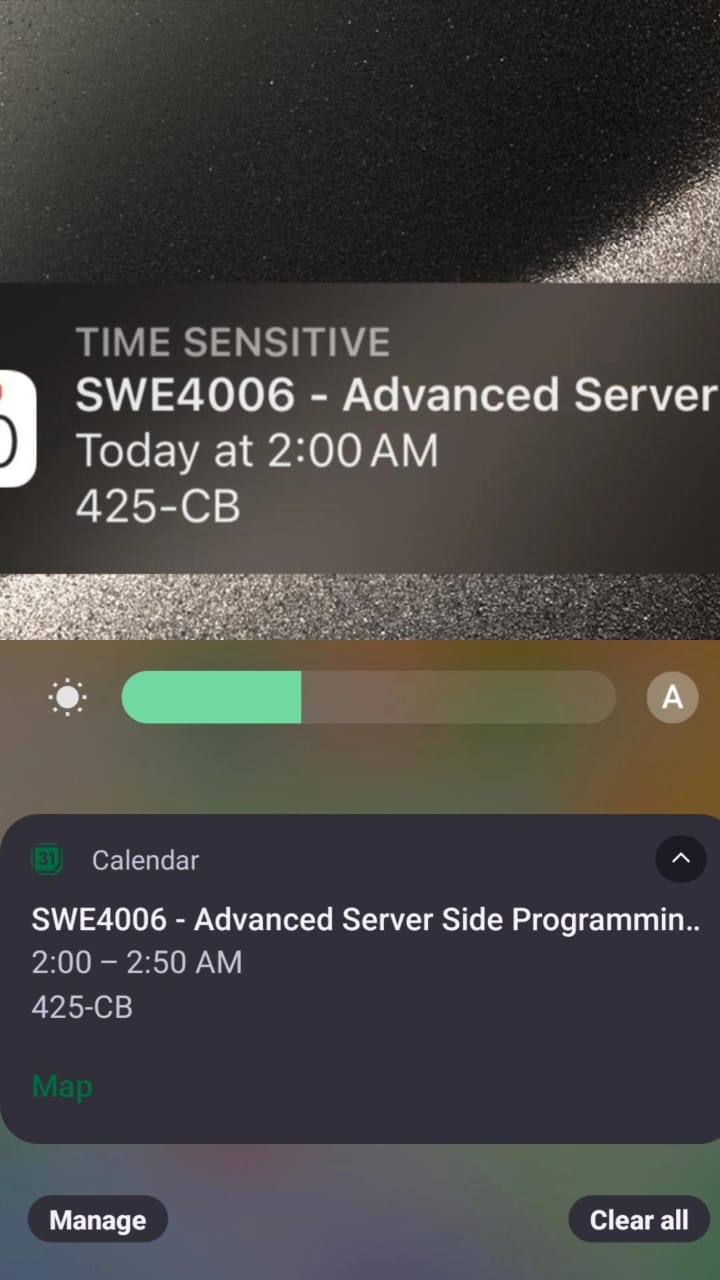 TIME SENSITIVE
SWE4006 - Advanced Server
Today at 2:00 AM
425-CB
A
31
Calendar
SWE4006 - Advanced Server Side Programmin..
2:00 – 2:50 AM
425-CB
Map
Manage
Clear all